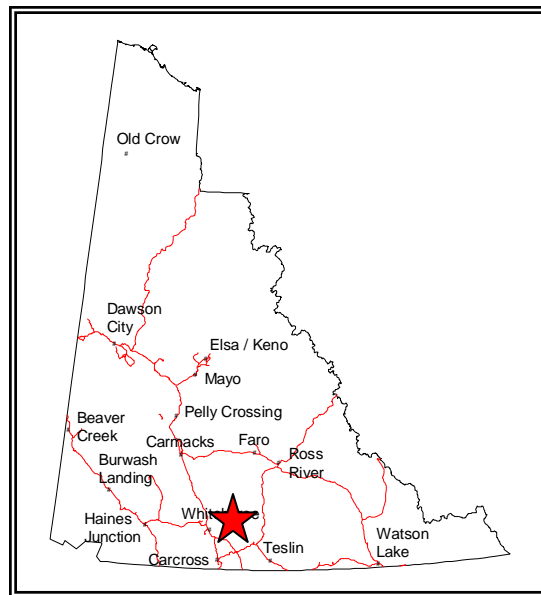 Old Crow
Dawson
City
Elsa / Keno
Mayo
Pelly Crossing
Beaver
Creek
Carmacks
Faro
Ross
River
Burwash
Landing
Haines
Junction
Carcross
Teslin
Watson
Lake